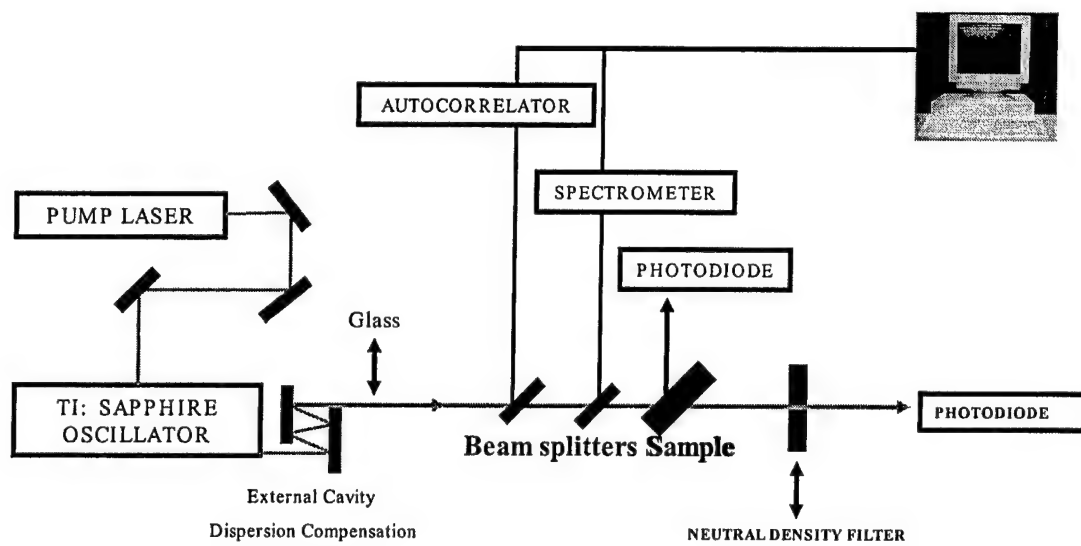 AUTOCORRELATOR
SPECTROMETER
PUMP LASER
PHOTODIODE
Glass
TI: SAPPHIRE
OSCILLATOR
PHOTODIODE
Beam splitters Sample
External Cavity
Dispersion Compensation
NEUTRAL DENSITY FILTER